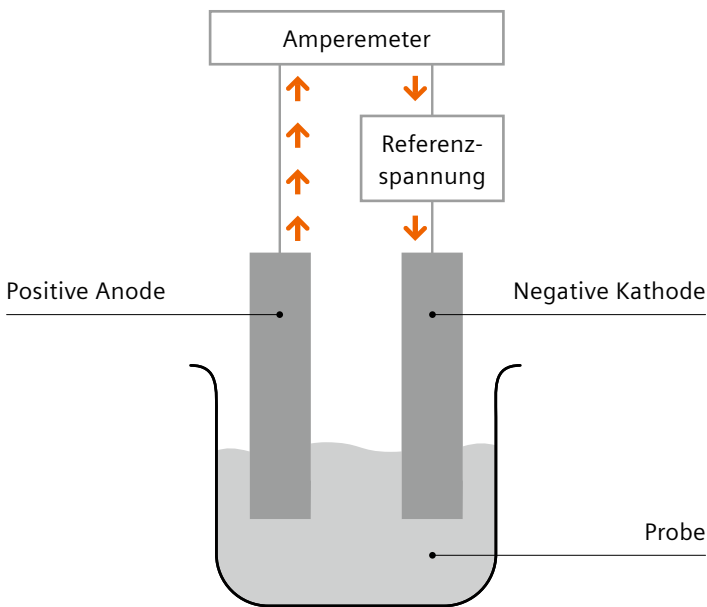 Amperemeter
Referenz-
spannung
Positive Anode
Negative Kathode
Probe